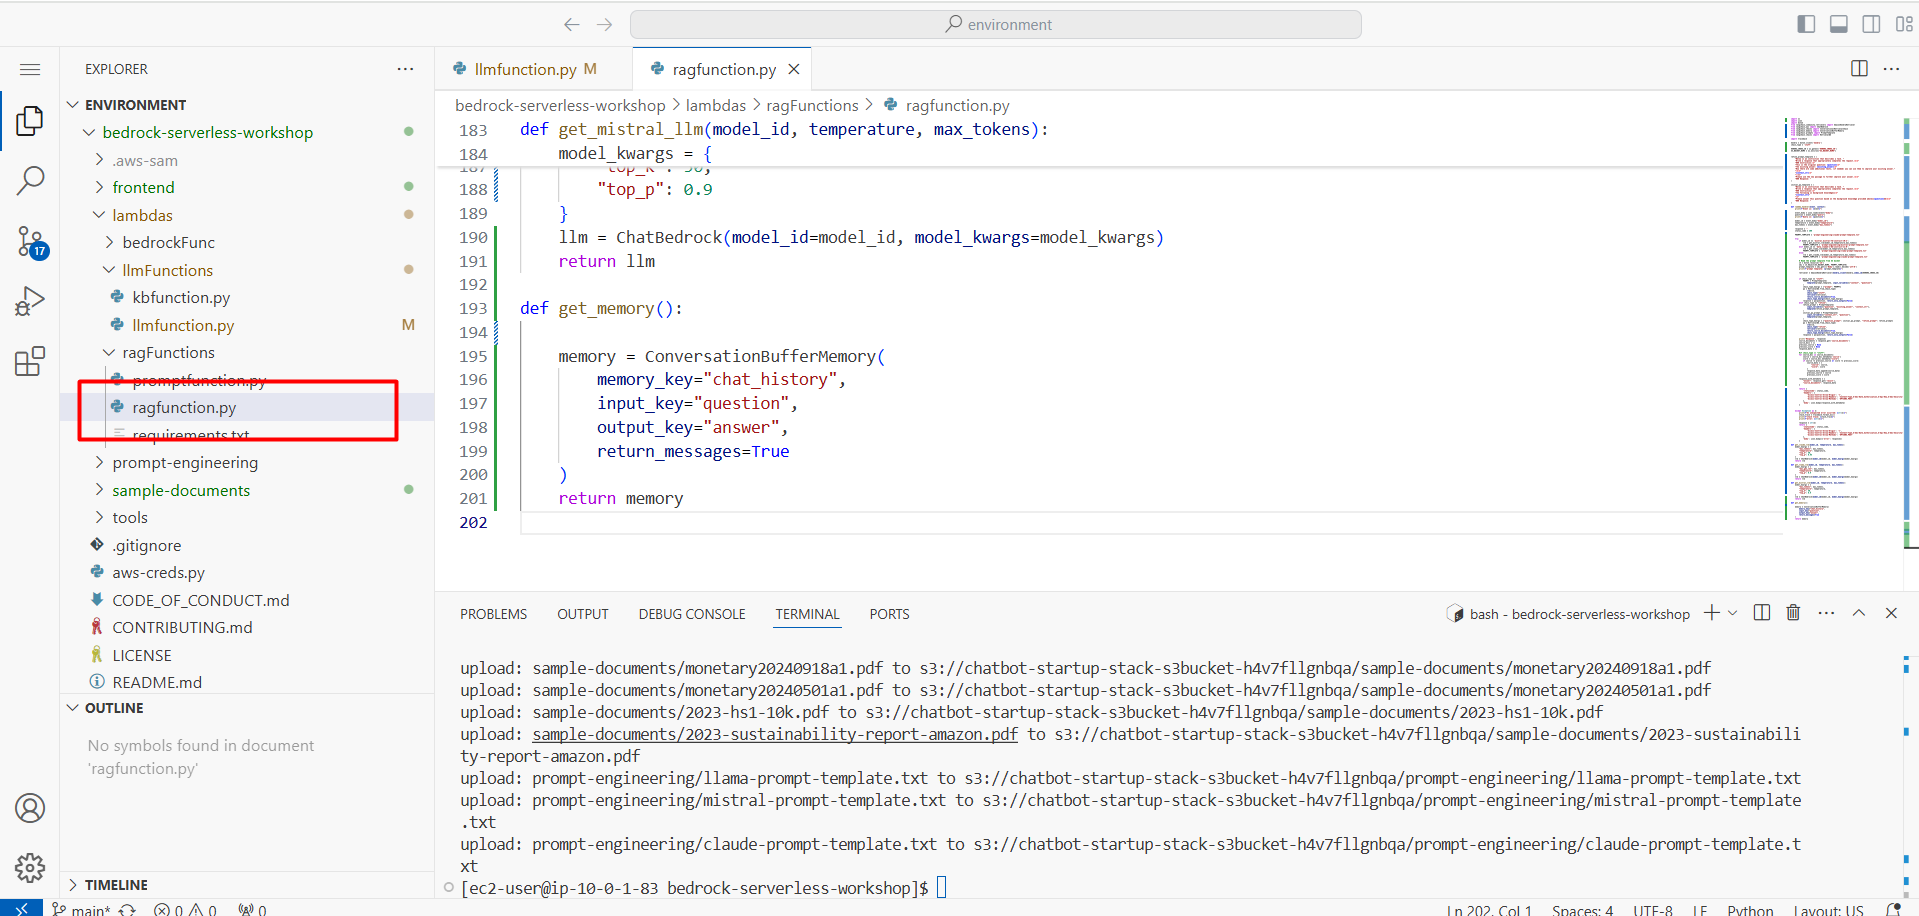 environment
EXPLORER
ENVIRONMENT
bedrock-serverless-workshop
.aws-sam
frontend
lambdas
bedrockFunc
llmFunctions
kbfunction.py
llmfunction.py M
ragFunctions
promptfunction.py
ragfunction.py
requirements.txt
prompt-engineering
sample-documents
tools
.gitignore
aws-creds.py
CODE_OF_CONDUCT.md
CONTRIBUTING.md
LICENSE
README.md
OUTLINE
No symbols found in document
'ragfunction.py'
TIMELINE
17
llmfunction.py M
ragfunction.py
bedrock-serverless-workshop > lambdas > ragFunctions > ragfunction.py
183 def get_mistral_llm(model_id, temperature, max_tokens):
184 model_kwargs = {
187 "top_k": 50,
188 "top_p": 0.9
189 }
190 llm = ChatBedrock(model_id=model_id, model_kwargs=model_kwargs)
191 return llm
192
193 def get_memory():
194
195 memory = ConversationBufferMemory(
196 memory_key="chat_history",
197 input_key="question",
198 output_key="answer",
199 return_messages=True
200 )
201 return memory
202
PROBLEMS OUTPUT DEBUG CONSOLE TERMINAL PORTS
bash - bedrock-serverless-workshop
upload: sample-documents/monetary20240918a1.pdf to s3://chatbot-startup-stack-s3bucket-h4v7fllgnbqa/sample-documents/monetary20240918a1.pdf
upload: sample-documents/monetary20240501a1.pdf to s3://chatbot-startup-stack-s3bucket-h4v7fllgnbqa/sample-documents/monetary20240501a1.pdf
upload: sample-documents/2023-hs1-10k.pdf to s3://chatbot-startup-stack-s3bucket-h4v7fllgnbqa/sample-documents/2023-hs1-10k.pdf
upload: sample-documents/2023-sustainability-report-amazon.pdf to s3://chatbot-startup-stack-s3bucket-h4v7fllgnbqa/sample-documents/2023-sustainabili
ty-report-amazon.pdf
upload: prompt-engineering/llama-prompt-template.txt to s3://chatbot-startup-stack-s3bucket-h4v7fllgnbqa/prompt-engineering/llama-prompt-template.txt
upload: prompt-engineering/mistral-prompt-template.txt to s3://chatbot-startup-stack-s3bucket-h4v7fllgnbqa/prompt-engineering/mistral-prompt-template
.txt
upload: prompt-engineering/claude-prompt-template.txt to s3://chatbot-startup-stack-s3bucket-h4v7fllgnbqa/prompt-engineering/claude-prompt-template.t
xt
[ec2-user@ip-10-0-1-83 bedrock-serverless-workshop]$
main* 0 0 0 Ln 202, Col 1 Spaces: 4 UTF-8 LF Python Layout: US